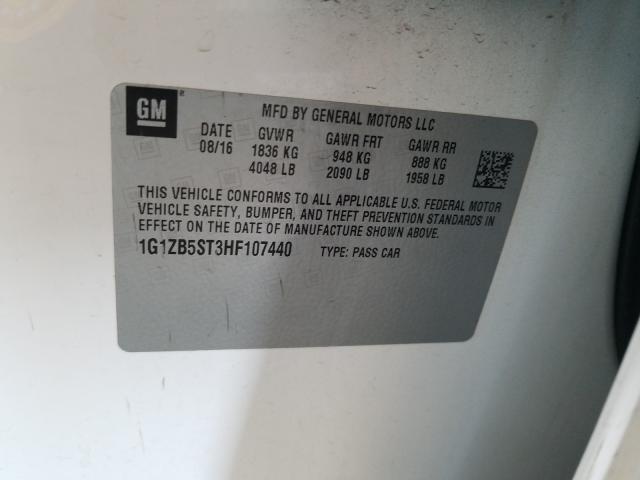 GM
MFD BY GENERAL MOTORS LLC
DATE GVWR GAWR FRT GAWR RR
08/16 1836 KG 948 KG 888 KG
4048 LB 2090 LB 1958 LB
THIS VEHICLE CONFORMS TO ALL APPLICABLE U.S. FEDERAL MOTOR
VEHICLE SAFETY, BUMPER, AND THEFT PREVENTION STANDARDS IN
EFFECT ON THE DATE OF MANUFACTURE SHOWN ABOVE.
1G1ZB5ST3HF107440 TYPE: PASS CAR